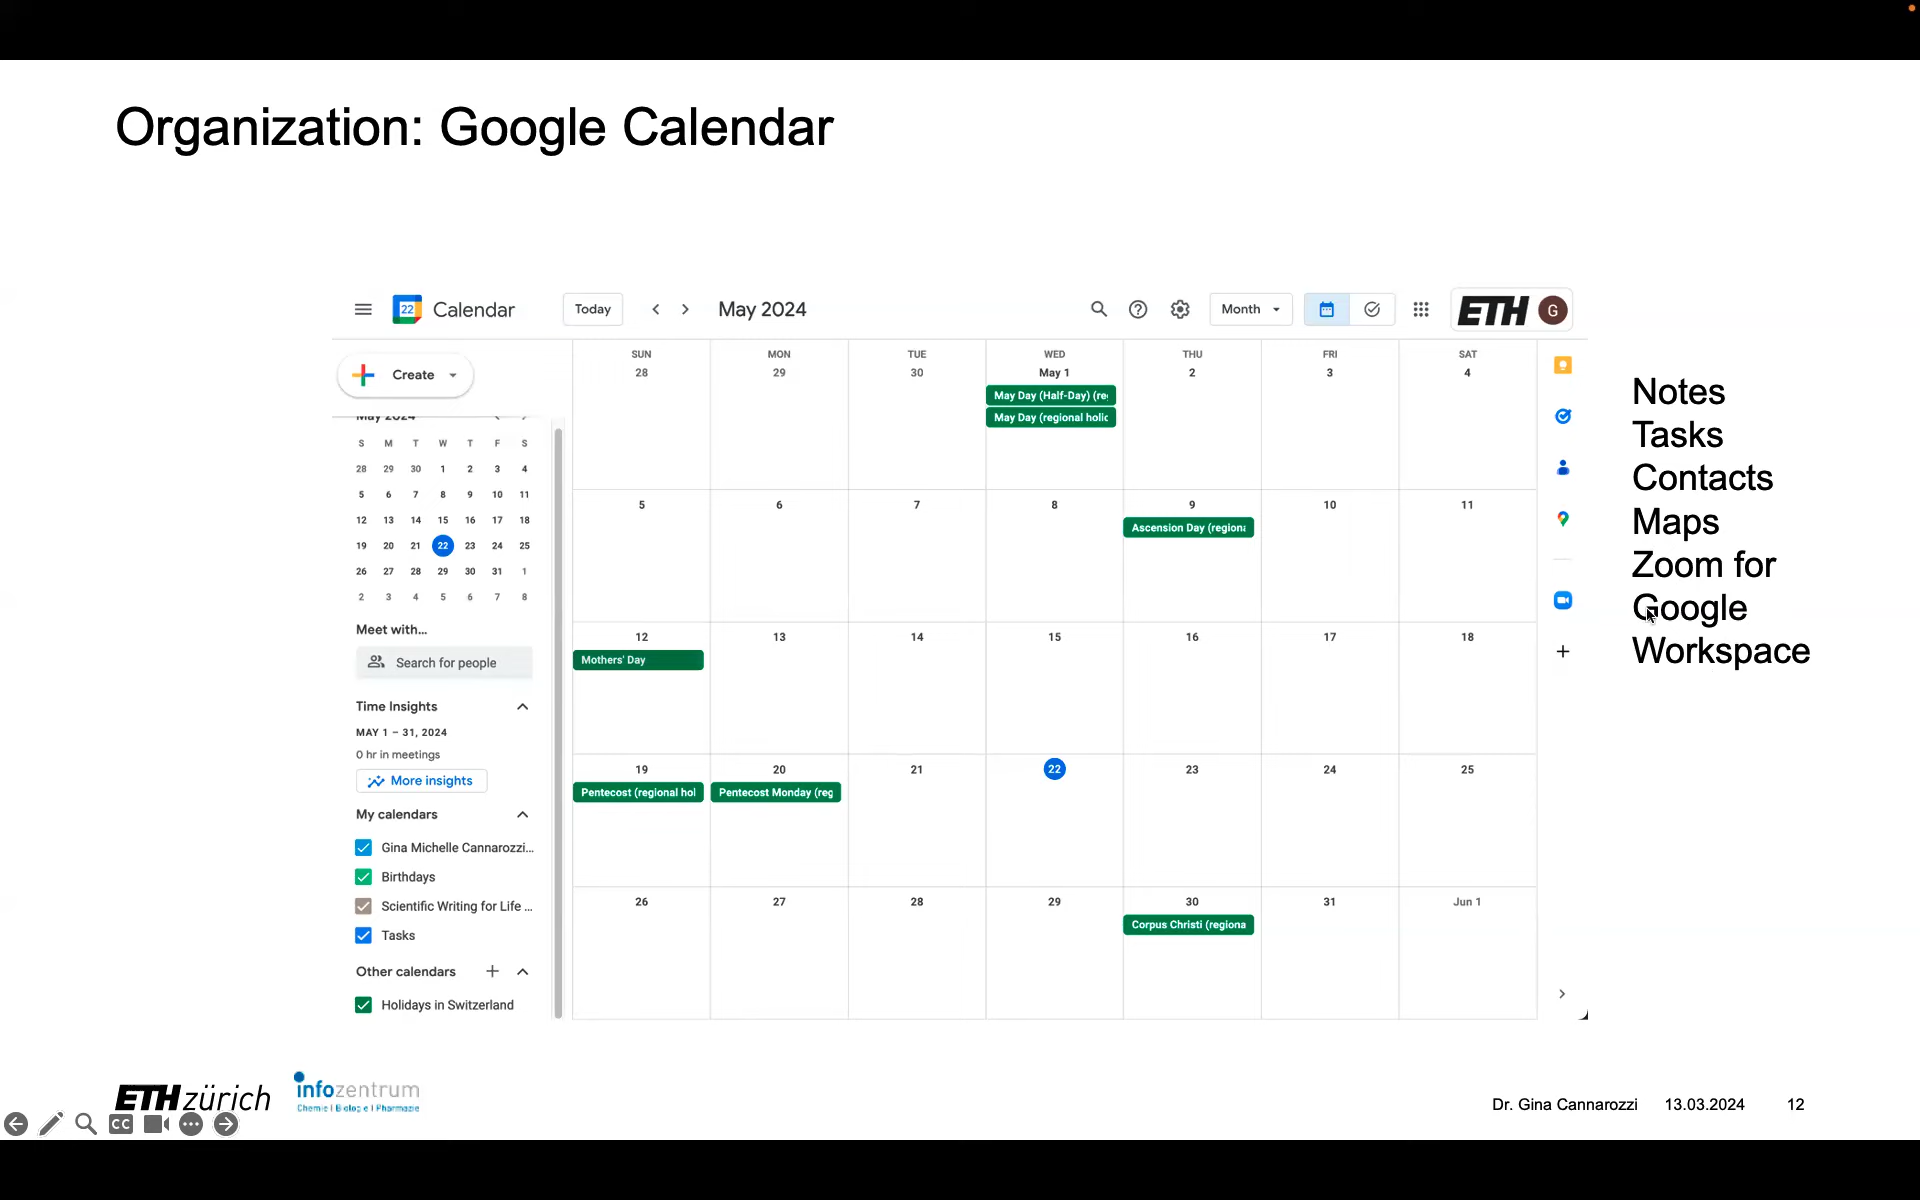 Organization: Google Calendar
22 Calendar Today May 2024 Month ETH G
Create
May 2024
S M T W T F S
28 29 30 1 2 3 4
5 6 7 8 9 10 11
12 13 14 15 16 17 18
19 20 21 22 23 24 25
26 27 28 29 30 31 1
2 3 4 5 6 7 8
Meet with...
Search for people
Time Insights
MAY 1 – 31, 2024
0 hr in meetings
More insights
My calendars
Gina Michelle Cannarozzi...
Birthdays
Scientific Writing for Life ...
Tasks
Other calendars
Holidays in Switzerland
SUN MON TUE WED THU FRI SAT
28 29 30 May 1 2 3 4
May Day (Half-Day) (re
May Day (regional holic
5 6 7 8 9 10 11
Ascension Day (regiona
12 13 14 15 16 17 18
Mothers' Day
19 20 21 22 23 24 25
Pentecost (regional hol Pentecost Monday (reg
26 27 28 29 30 31 Jun 1
Corpus Christi (regiona
Notes
Tasks
Contacts
Maps
Zoom for
Google
Workspace
ETH zürich
infozentrum
Chemie | Biologie | Pharmazie
Dr. Gina Cannarozzi 13.03.2024 12
CC